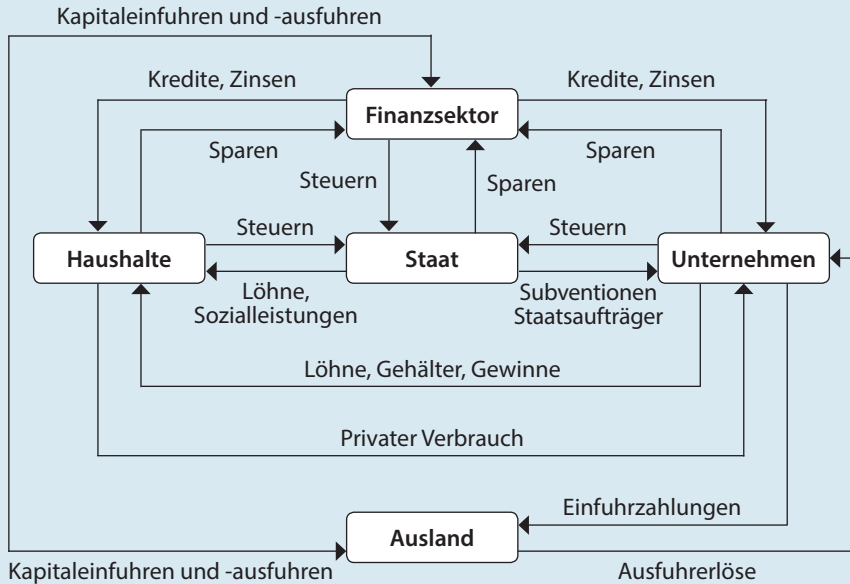 Kapitaleinfuhren und -ausfuhren
Kredite, Zinsen
Kredite, Zinsen
Finanzsektor
Sparen
Sparen
Steuern
Sparen
Steuern
Steuern
Haushalte
Staat
Unternehmen
Löhne,
Sozialleistungen
Subventionen
Staatsaufträger
Löhne, Gehälter, Gewinne
Privater Verbrauch
Einfuhrzahlungen
Ausland
Kapitaleinfuhren und -ausfuhren
Ausfuhrerlöse